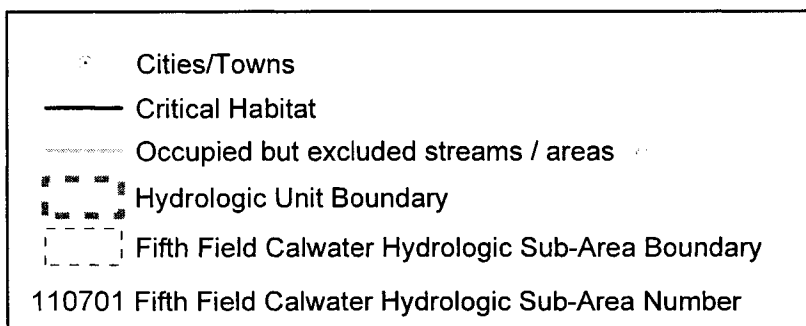 Cities/Towns
Critical Habitat
Occupied but excluded streams / areas
Hydrologic Unit Boundary
Fifth Field Calwater Hydrologic Sub-Area Boundary
110701 Fifth Field Calwater Hydrologic Sub-Area Number